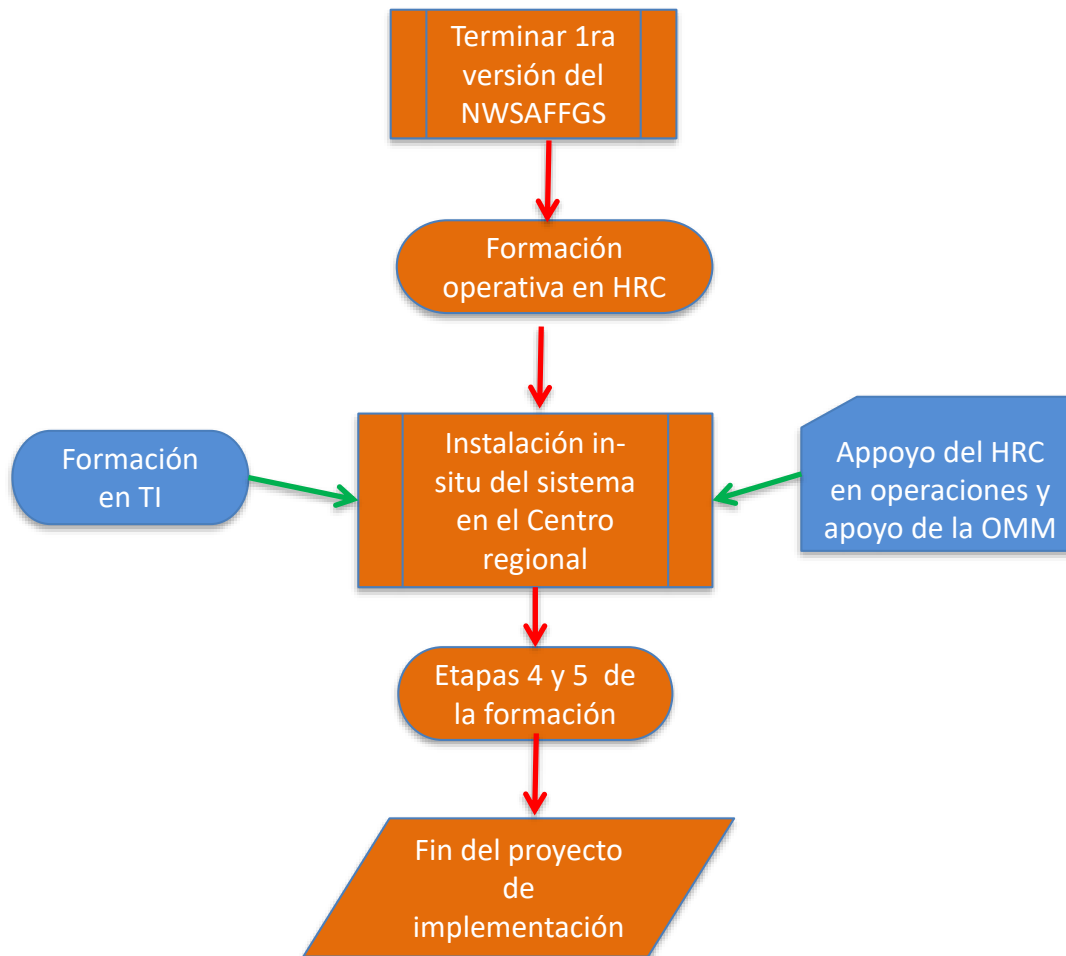 Terminar 1ra
versión del
NWSAFFGS
Formación
operativa en HRC
Formación
en TI
Instalación in-
situ del sistema
en el Centro
regional
Appoyo del HRC
en operaciones y
apoyo de la OMM
Etapas 4 y 5 de
la formación
Fin del proyecto
de
implementación